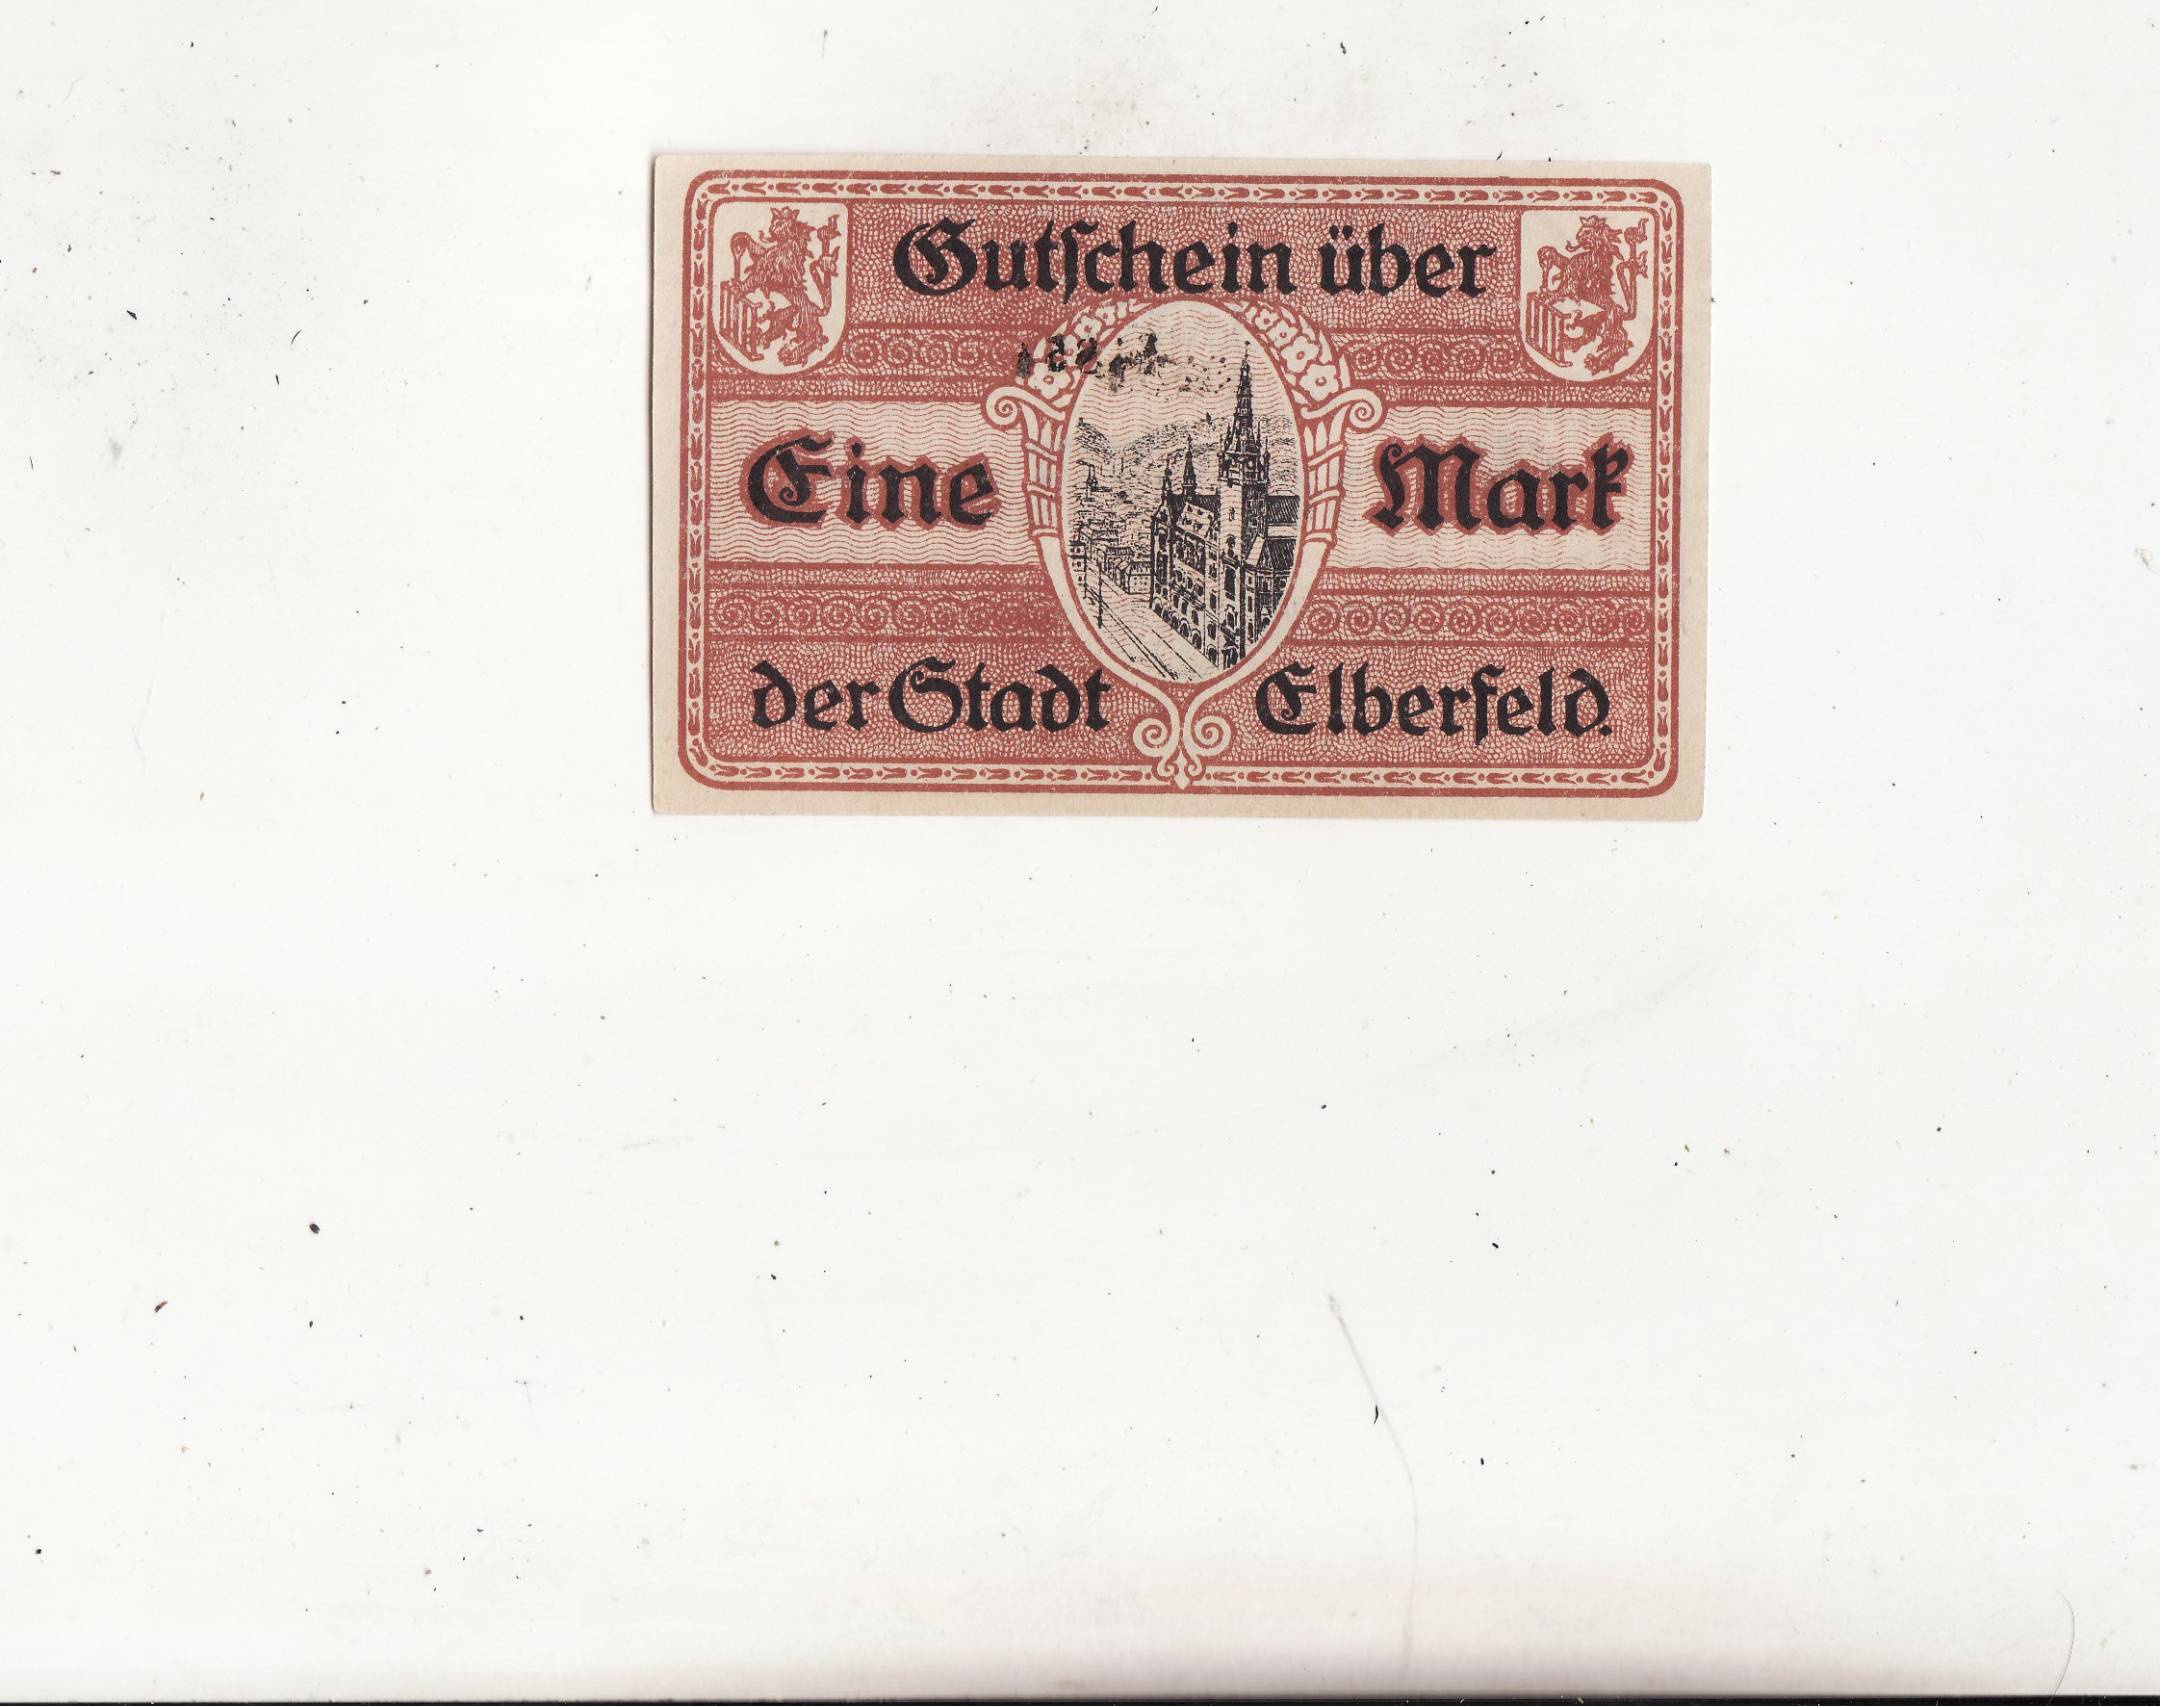 Gutſchein über
Eine Mark
der Stadt Elberfeld.